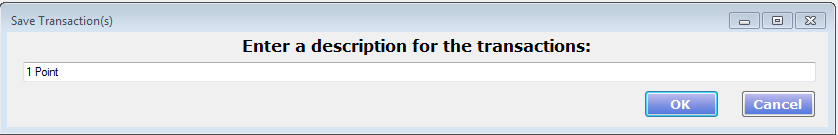 Save Transaction(s)
Enter a description for the transactions:
1 Point
OK
Cancel